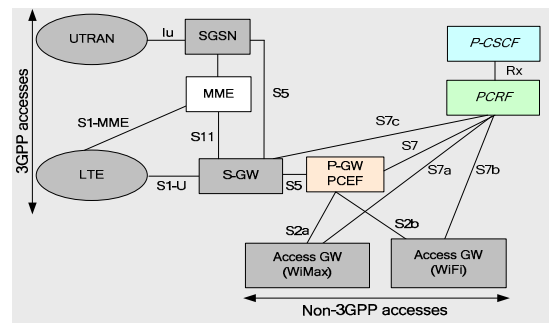 UTRAN
Iu
SGSN
P-CSCF
Rx
MME
S5
PCRF
S1-MME
S11
S7c
S7
S7a
S7b
3GPP accesses
LTE
S1-U
S-GW
S5
P-GW
PCEF
S2a
S2b
Access GW
(WiMax)
Access GW
(WiFi)
Non-3GPP accesses